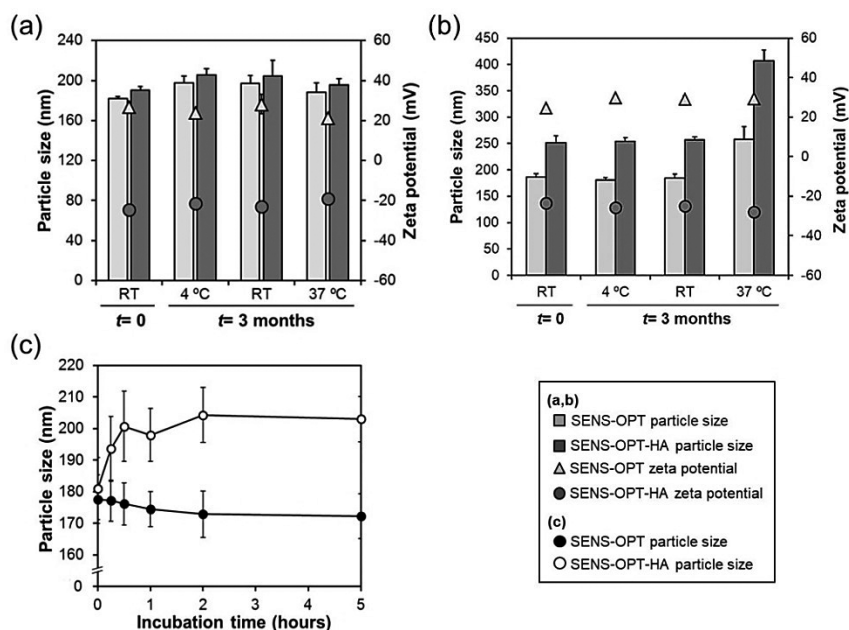 (a)
Particle size (nm)
240
200
160
120
80
40
0
60
40
20
0
-20
-40
-60
Zeta potential (mV)
RT
4 ºC
RT
37 ºC
t= 0
t= 3 months
(b)
Particle size (nm)
450
400
350
300
250
200
150
100
50
0
60
40
20
0
-20
-40
-60
Zeta potential (mV)
RT
4 ºC
RT
37 ºC
t= 0
t= 3 months
(c)
Particle size (nm)
220
210
200
190
180
170
160
0
0
1
2
3
4
5
Incubation time (hours)
(a,b)
SENS-OPT particle size
SENS-OPT-HA particle size
SENS-OPT zeta potential
SENS-OPT-HA zeta potential
(c)
SENS-OPT particle size
SENS-OPT-HA particle size